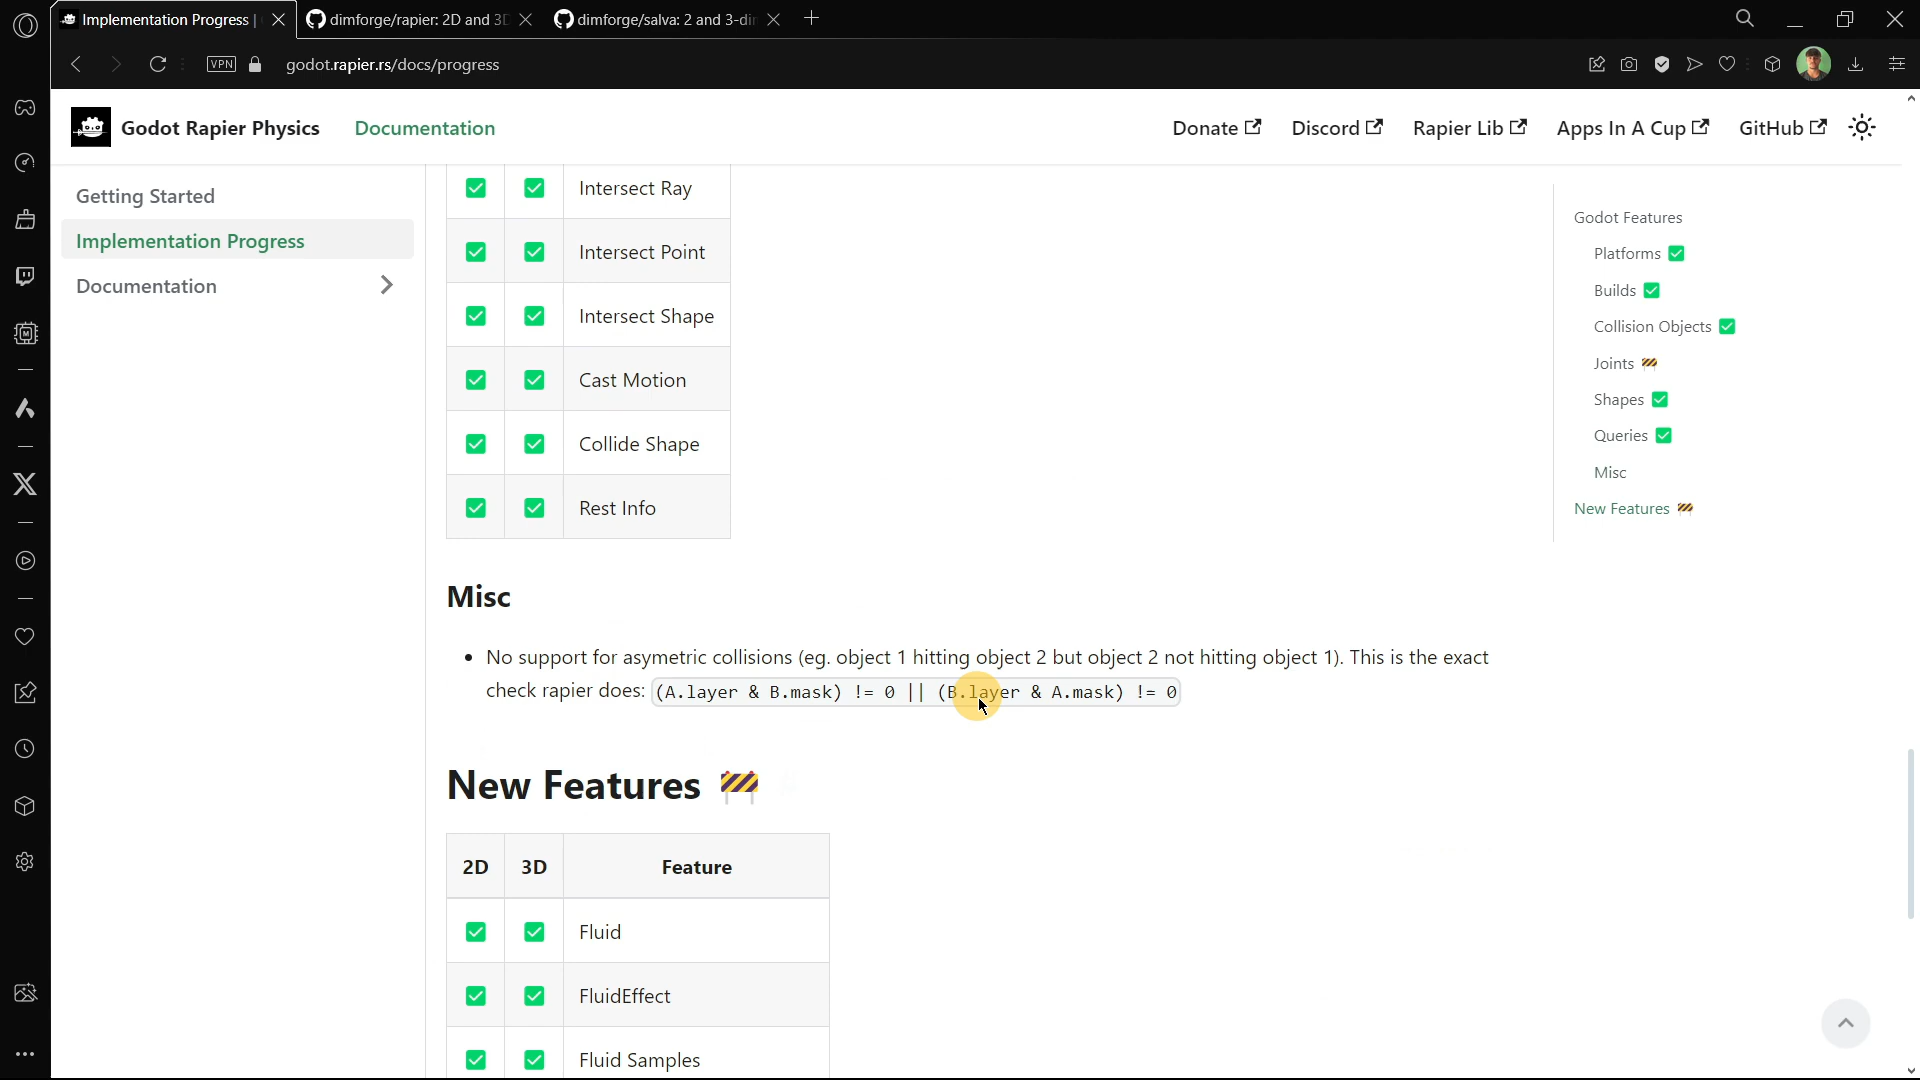 Implementation Progress |
dimforge/rapier: 2D and 3D
dimforge/salva: 2 and 3-di
VPN
godot.rapier.rs/docs/progress
Godot Rapier Physics
Documentation
Donate
Discord
Rapier Lib
Apps In A Cup
GitHub
Getting Started
Implementation Progress
Documentation
Intersect Ray
Intersect Point
Intersect Shape
Cast Motion
Collide Shape
Rest Info
Misc
No support for asymetric collisions (eg. object 1 hitting object 2 but object 2 not hitting object 1). This is the exact
check rapier does: (A.layer & B.mask) != 0 || (B.layer & A.mask) != 0
New Features
2D 3D Feature
Fluid
FluidEffect
Fluid Samples
Godot Features
Platforms
Builds
Collision Objects
Joints
Shapes
Queries
Misc
New Features